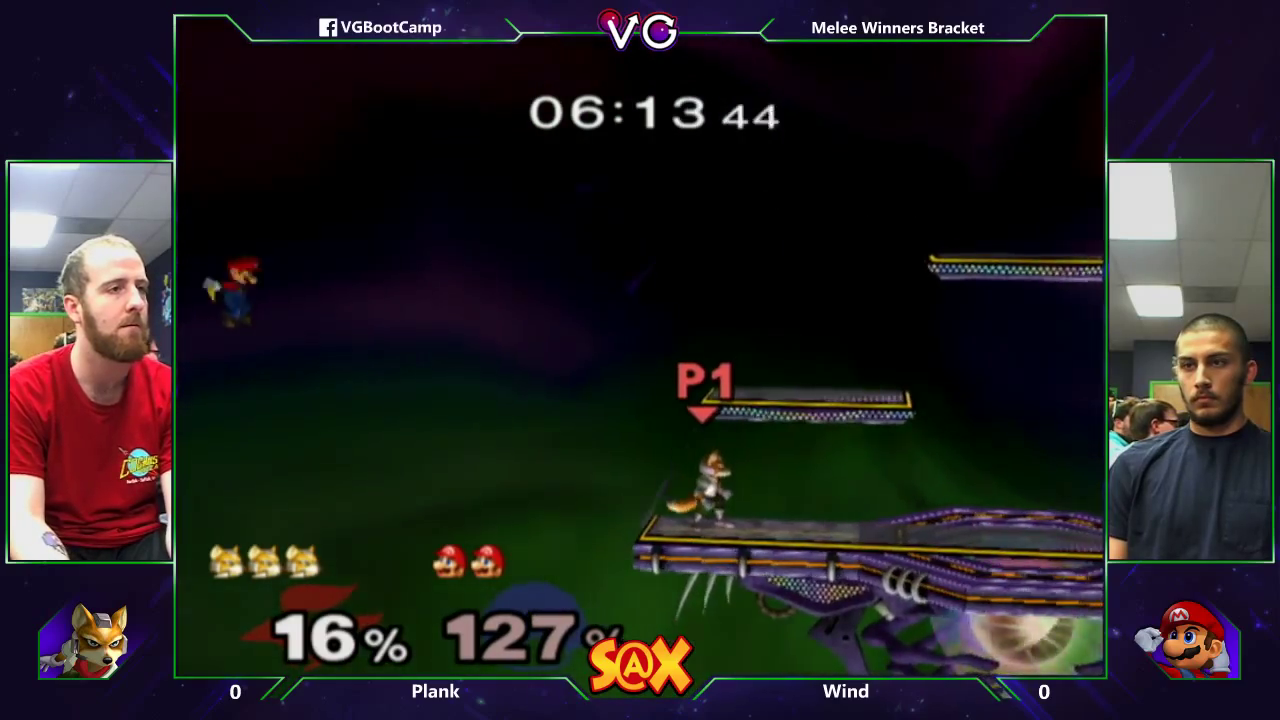 VGBootCamp
VG
Melee Winners Bracket
06:13 44
P1
16%
127%
S@X
0
Plank
Wind
0